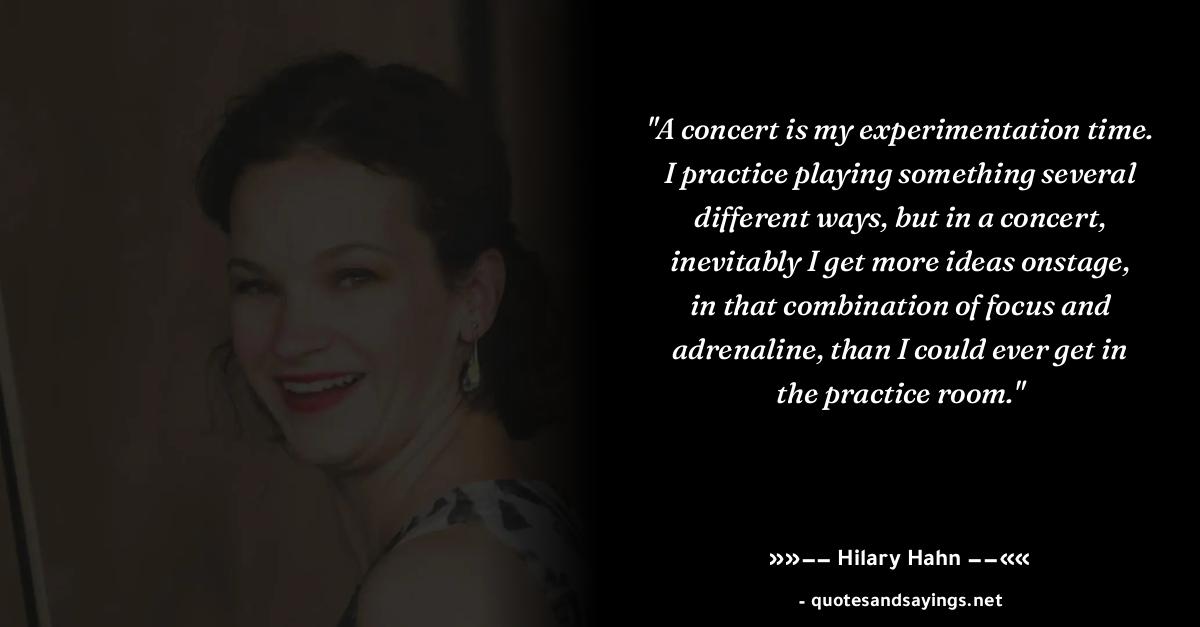 "A concert is my experimentation time.
I practice playing something several
different ways, but in a concert,
inevitably I get more ideas onstage,
in that combination of focus and
adrenaline, than I could ever get in
the practice room."
»»−− Hilary Hahn −−««
- quotesandsayings.net